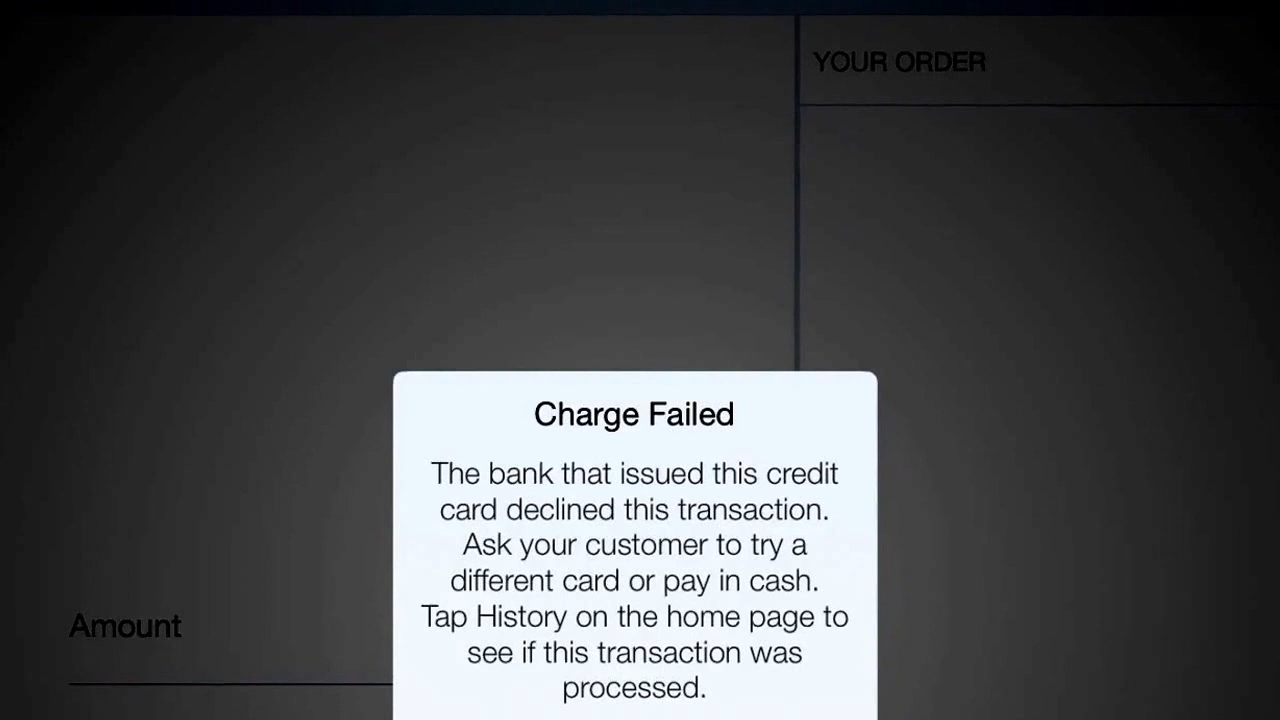 YOUR ORDER
Charge Failed
The bank that issued this credit
card declined this transaction.
Ask your customer to try a
different card or pay in cash.
Tap History on the home page to
see if this transaction was
processed.
Amount